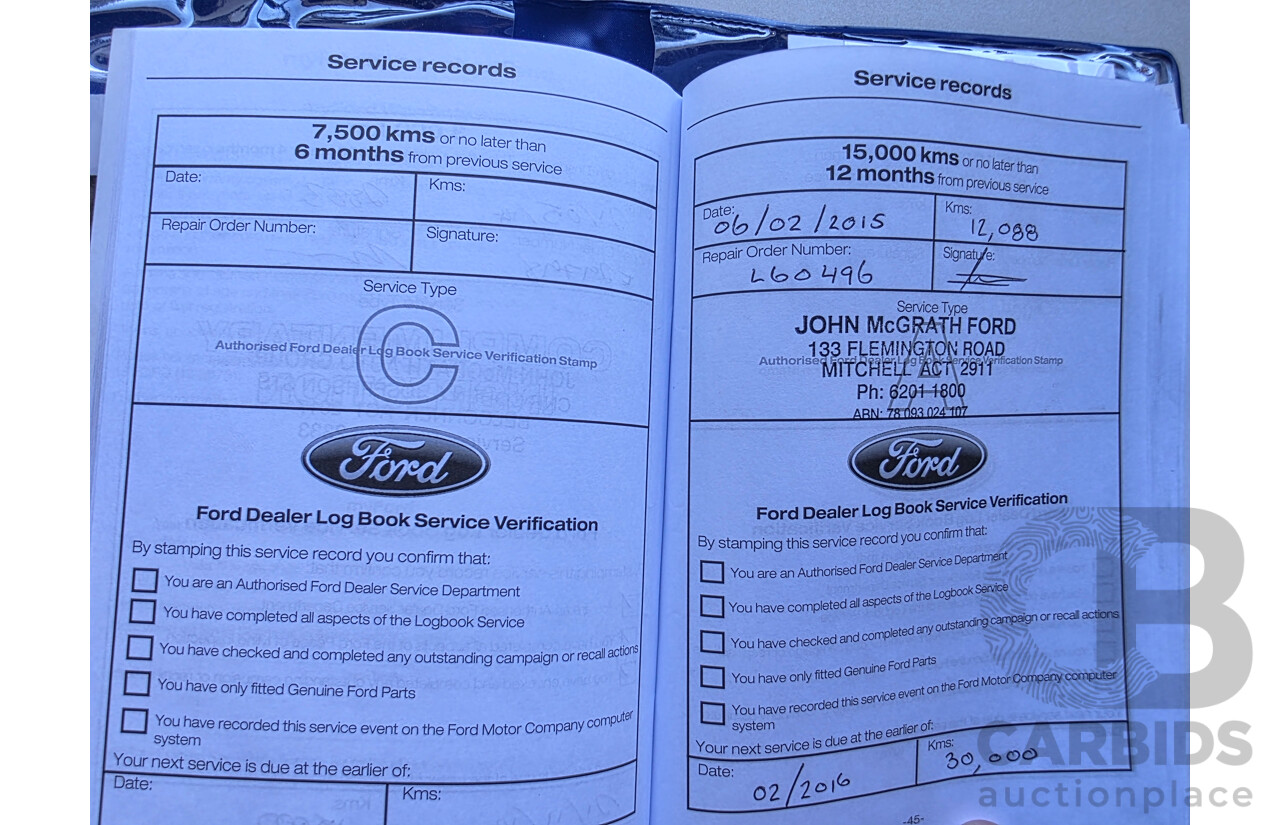 Service records
7,500 kms or no later than
6 months from previous service
Date:
Kms:
Repair Order Number:
Signature:
Service Type
C
Authorised Ford Dealer Log Book Service Verification Stamp
Ford
Ford Dealer Log Book Service Verification
By stamping this service record you confirm that:
You are an Authorised Ford Dealer Service Department
You have completed all aspects of the Logbook Service
You have checked and completed any outstanding campaign or recall actions
You have only fitted Genuine Ford Parts
You have recorded this service event on the Ford Motor Company computer
system
Your next service is due at the earlier of:
Date:
Kms:
Service records
15,000 kms or no later than
12 months from previous service
Date: 06/02/2015
Kms: 12,088
Repair Order Number:
L60496
Signature:
Service Type
A
JOHN McGRATH FORD
133 FLEMINGTON ROAD
Authorised Ford Dealer Log Book Service Verification Stamp
MITCHELL ACT 2911
Ph: 6201 1800
ABN: 78 093 024 107
Ford
Ford Dealer Log Book Service Verification
By stamping this service record you confirm that:
You are an Authorised Ford Dealer Service Department
You have completed all aspects of the Logbook Service
You have checked and completed any outstanding campaign or recall actions
You have only fitted Genuine Ford Parts
You have recorded this service event on the Ford Motor Company computer
system
Your next service is due at the earlier of:
Date: 02/2016
Kms: 30,000
-45-
CB
CARBIDS
auctionplace